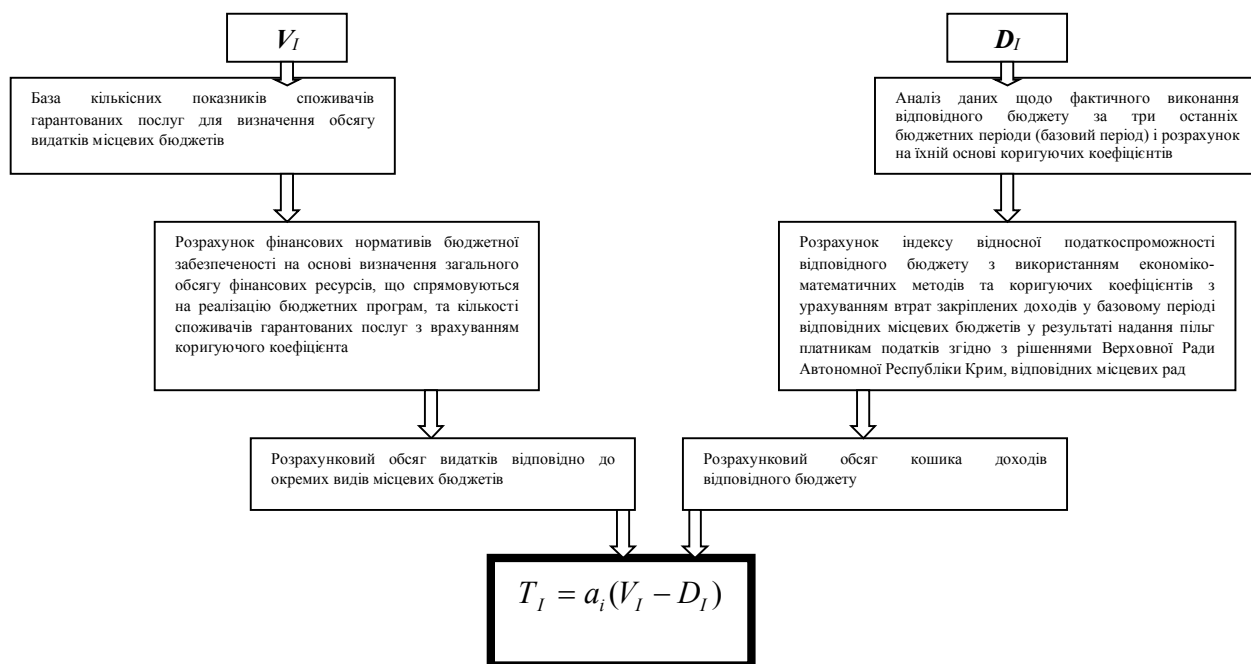 V_I
База кількісних показників споживачів
гарантованих послуг для визначення обсягу
видатків місцевих бюджетів
Розрахунок фінансових нормативів бюджетної
забезпеченості на основі визначення загального
обсягу фінансових ресурсів, що спрямовуються
на реалізацію бюджетних програм, та кількості
споживачів гарантованих послуг з врахуванням
коригуючого коефіцієнта
Розрахунковий обсяг видатків відповідно до
окремих видів місцевих бюджетів
D_I
Аналіз даних щодо фактичного виконання
відповідного бюджету за три останніх
бюджетних періоди (базовий період) і розрахунок
на їхній основі коригуючих коефіцієнтів
Розрахунок індексу відносної податкоспроможності
відповідного бюджету з використанням економіко-
математичних методів та коригуючих коефіцієнтів з
урахуванням втрат закріплених доходів у базовому періоді
відповідних місцевих бюджетів у результаті надання пільг
платникам податків згідно з рішеннями Верховної Ради
Автономної Республіки Крим, відповідних місцевих рад
Розрахунковий обсяг кошика доходів
відповідного бюджету
T_I = a_i(V_I − D_I)